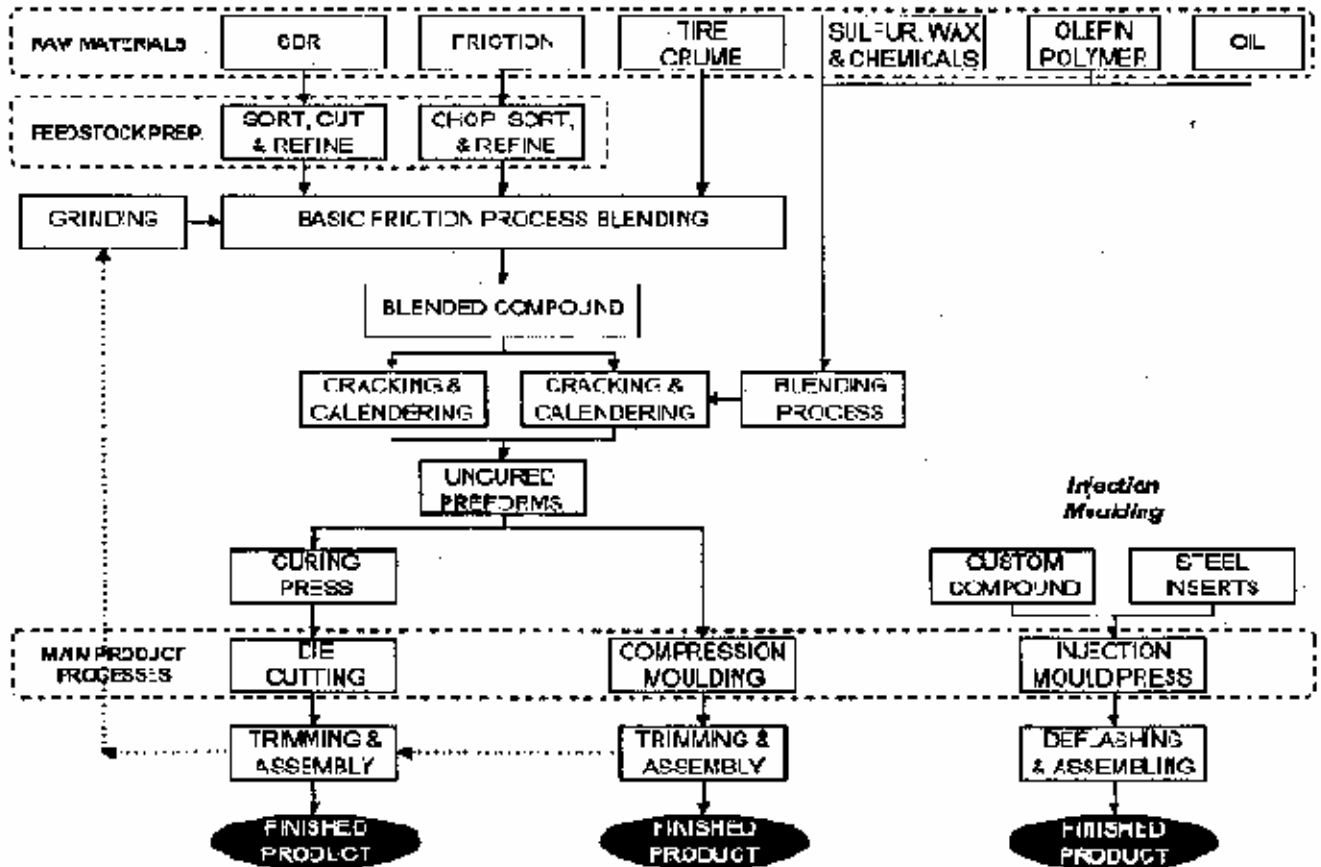 RAW MATERIALS
FRICTION
TIRE
SULFUR, WAX
& CHEMICALS
OLEFIN
POLYMER
OIL
FEEDSTOCK PREP.
SORT, CUT
& REFINE
CHOP, SORT,
& REFINE
GRINDING
BASIC FRICTION PROCESS BLENDING
BLENDED COMPOUND
CRACKING &
CALENDERING
CRACKING &
CALENDERING
BLENDING
PROCESS
UNCURED
PREFORMS
Injection
Moulding
CURING
PRESS
CUSTOM
COMPOUND
STEEL
INSERTS
MAIN PRODUCT
PROCESSES
DIE
CUTTING
COMPRESSION
MOULDING
INJECTION
MOULD PRESS
TRIMMING &
ASSEMBLY
TRIMMING &
ASSEMBLY
DEFLASHING
& ASSEMBLING
FINISHED
PRODUCT
FINISHED
PRODUCT
FINISHED
PRODUCT